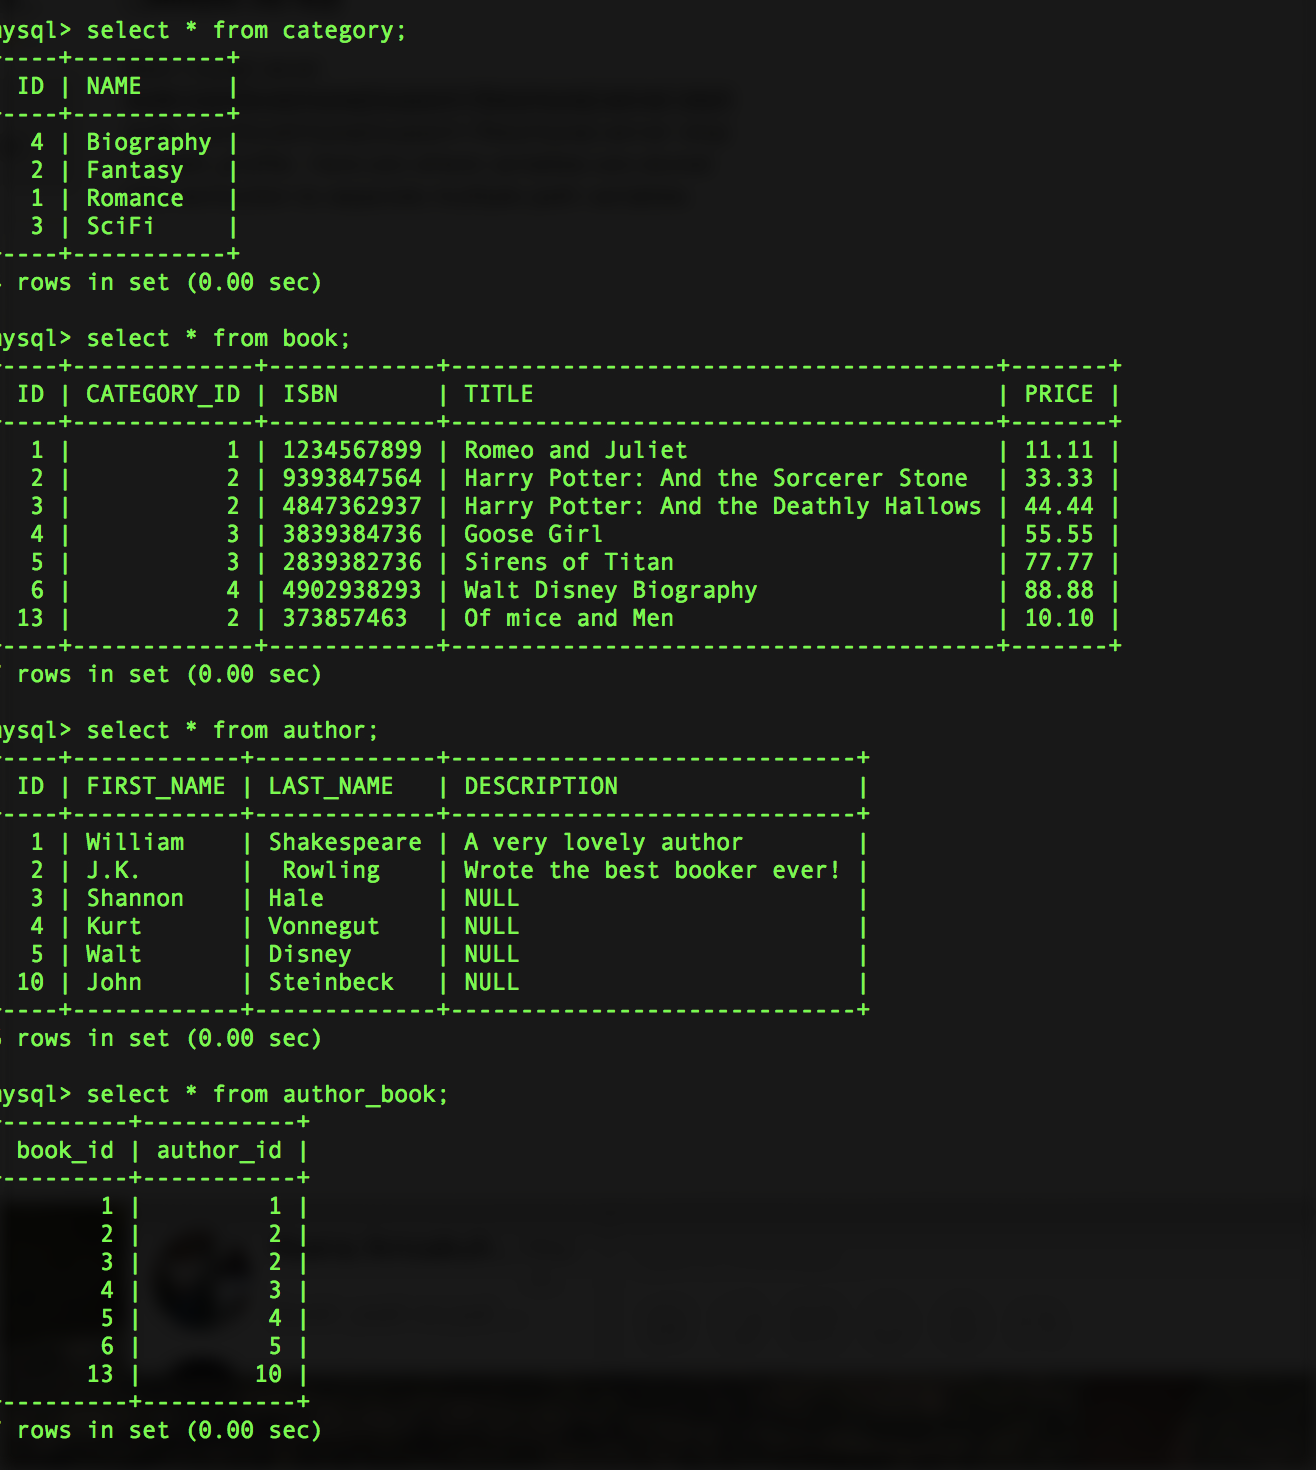 mysql> select * from category;
+----+-----------+
| ID | NAME      |
+----+-----------+
|  4 | Biography |
|  2 | Fantasy   |
|  1 | Romance   |
|  3 | SciFi     |
+----+-----------+
rows in set (0.00 sec)

mysql> select * from book;
+----+-------------+------------+---------------------------------------+-------+
| ID | CATEGORY_ID | ISBN       | TITLE                                 | PRICE |
+----+-------------+------------+---------------------------------------+-------+
|  1 |           1 | 1234567899 | Romeo and Juliet                      | 11.11 |
|  2 |           2 | 9393847564 | Harry Potter: And the Sorcerer Stone  | 33.33 |
|  3 |           2 | 4847362937 | Harry Potter: And the Deathly Hallows | 44.44 |
|  4 |           3 | 3839384736 | Goose Girl                            | 55.55 |
|  5 |           3 | 2839382736 | Sirens of Titan                       | 77.77 |
|  6 |           4 | 4902938293 | Walt Disney Biography                 | 88.88 |
| 13 |           2 | 373857463  | Of mice and Men                       | 10.10 |
+----+-------------+------------+---------------------------------------+-------+
rows in set (0.00 sec)

mysql> select * from author;
+----+------------+-------------+-----------------------------+
| ID | FIRST_NAME | LAST_NAME   | DESCRIPTION                 |
+----+------------+-------------+-----------------------------+
|  1 | William    | Shakespeare | A very lovely author        |
|  2 | J.K.       |  Rowling    | Wrote the best booker ever! |
|  3 | Shannon    | Hale        | NULL                        |
|  4 | Kurt       | Vonnegut    | NULL                        |
|  5 | Walt       | Disney      | NULL                        |
| 10 | John       | Steinbeck   | NULL                        |
+----+------------+-------------+-----------------------------+
rows in set (0.00 sec)

mysql> select * from author_book;
+---------+-----------+
| book_id | author_id |
+---------+-----------+
|       1 |         1 |
|       2 |         2 |
|       3 |         2 |
|       4 |         3 |
|       5 |         4 |
|       6 |         5 |
|      13 |        10 |
+---------+-----------+
rows in set (0.00 sec)